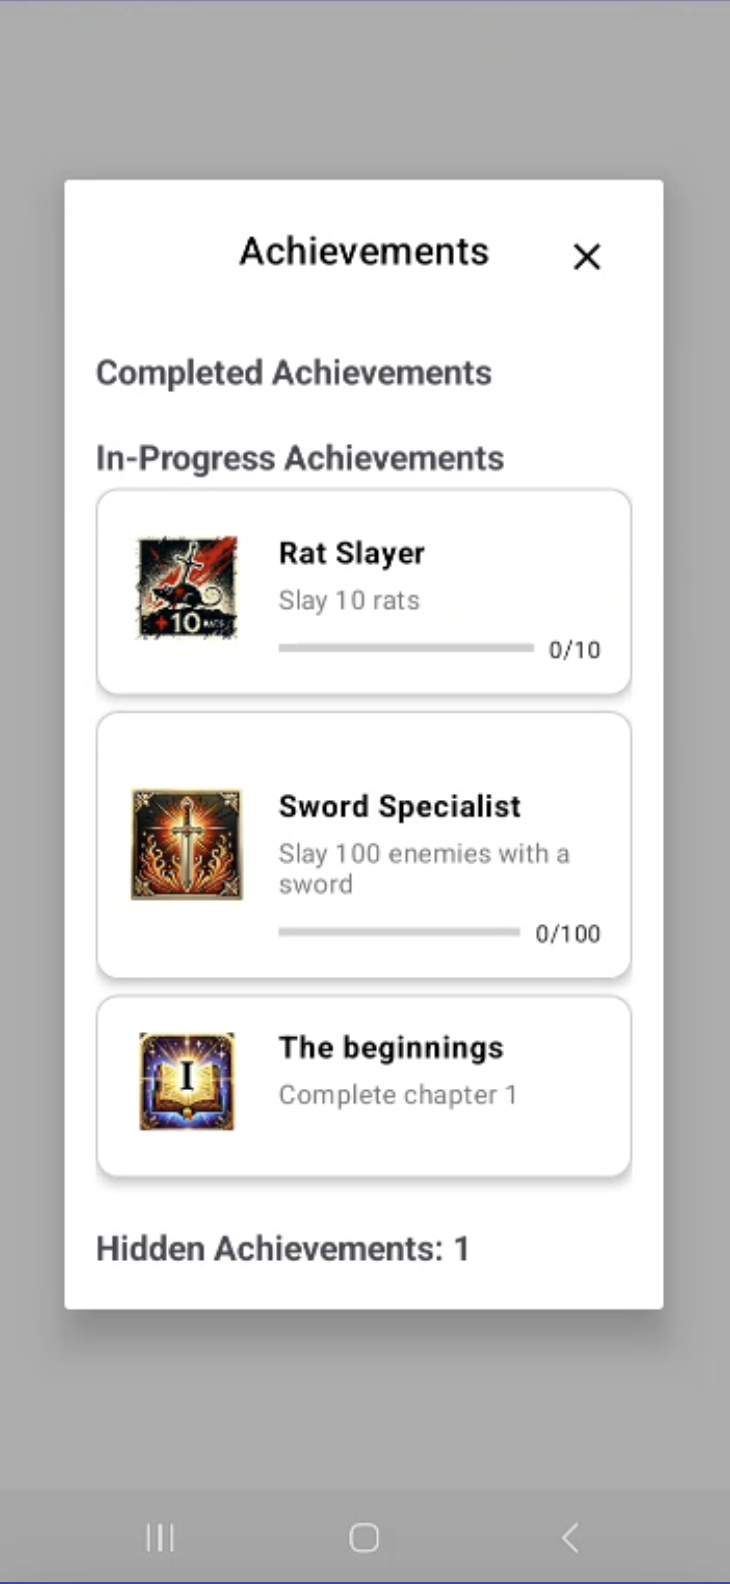 Achievements
Completed Achievements
In-Progress Achievements
Rat Slayer
Slay 10 rats
+10
0/10
Sword Specialist
Slay 100 enemies with a
sword
0/100
The beginnings
I
Complete chapter 1
Hidden Achievements: 1